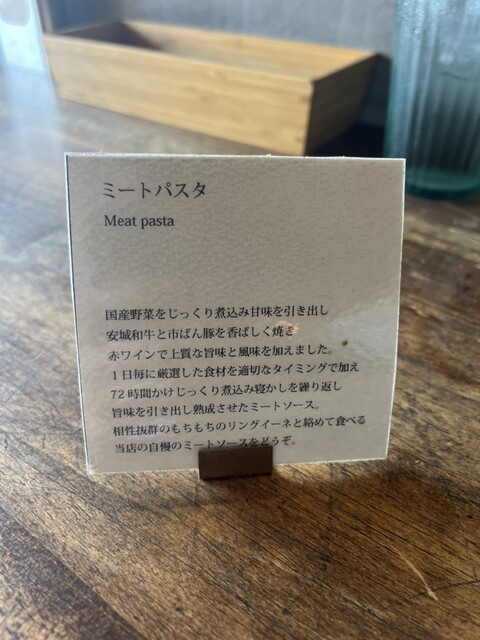 ミートパスタ
Meat pasta
国産野菜をじっくり煮込み甘味を引き出し
安城和牛と市ばん豚を香ばしく焼き
赤ワインで上質な旨味と風味を加えました。
1日毎に厳選した食材を適切なタイミングで加え
72時間かけじっくり煮込み寝かしを繰り返し
旨味を引き出し熟成させたミートソース。
相性抜群のもちもちのリングイーネと絡めて食べる
当店の自慢のミートソースをどうぞ。